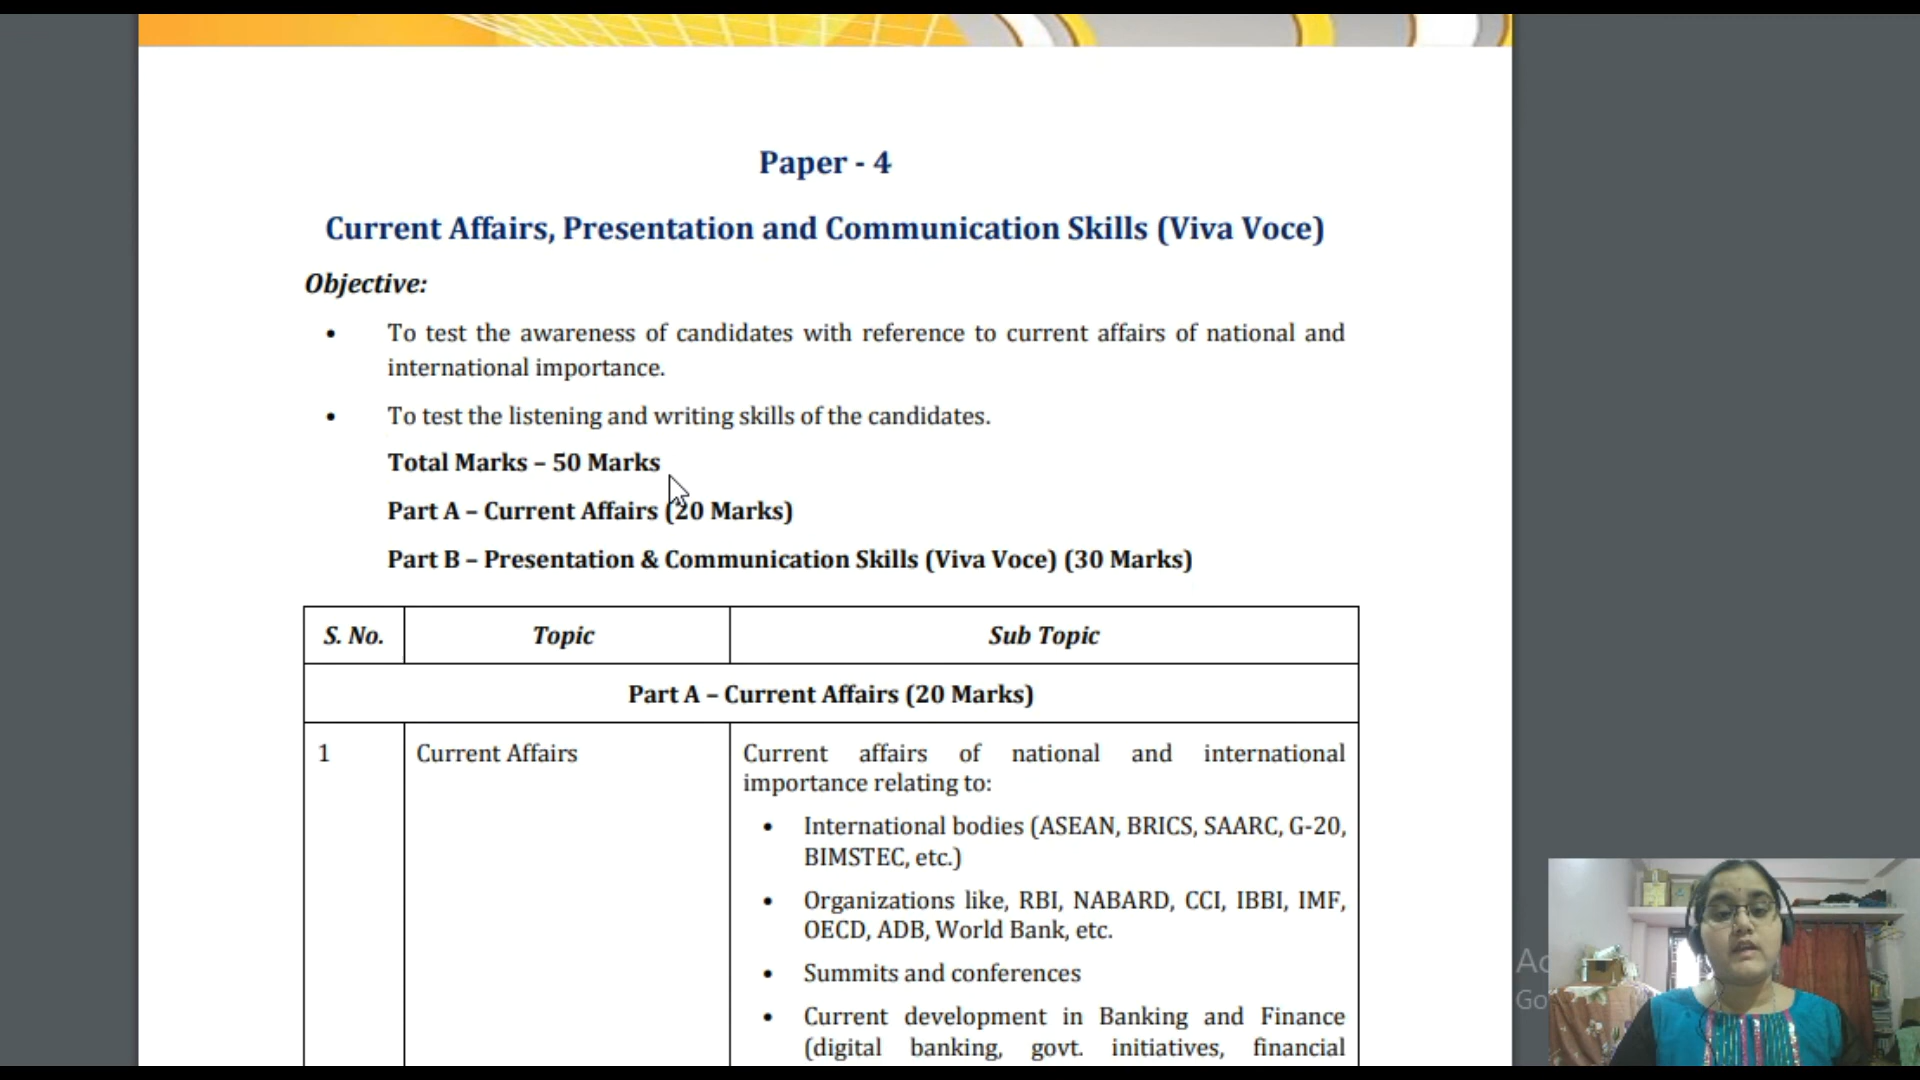 Paper - 4
Current Affairs, Presentation and Communication Skills (Viva Voce)
Objective:
• To test the awareness of candidates with reference to current affairs of national and
international importance.
• To test the listening and writing skills of the candidates.
Total Marks – 50 Marks
Part A – Current Affairs (20 Marks)
Part B – Presentation & Communication Skills (Viva Voce) (30 Marks)
S. No. Topic Sub Topic
Part A – Current Affairs (20 Marks)
1 Current Affairs Current affairs of national and international
importance relating to:
• International bodies (ASEAN, BRICS, SAARC, G-20,
BIMSTEC, etc.)
• Organizations like, RBI, NABARD, CCI, IBBI, IMF,
OECD, ADB, World Bank, etc.
• Summits and conferences
• Current development in Banking and Finance
(digital banking, govt. initiatives, financial